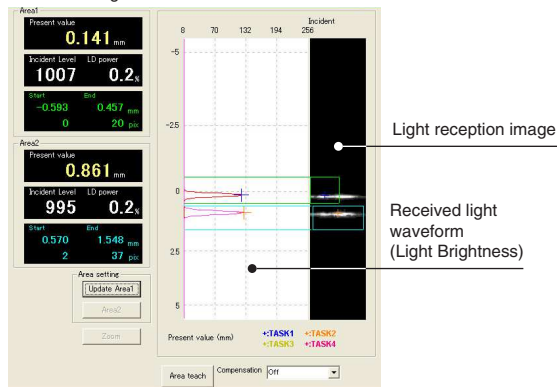 Area1
Present value
0.141 mm
Incident Level LD power
1007 0.2%
Start End
-0.593 0.457 mm
0 20 pix
Area2
Present value
0.861 mm
Incident Level LD power
995 0.2%
Start End
0.570 1.548 mm
2 37 pix
Area setting
Update Area1
Area2
Zoom
Incident
8 70 132 194 256
-5
-2.5
0
2.5
5
Present value (mm)
+:TASK1 +:TASK2
+:TASK3 +:TASK4
Area teach Compensation Off
Light reception image
Received light
waveform
(Light Brightness)